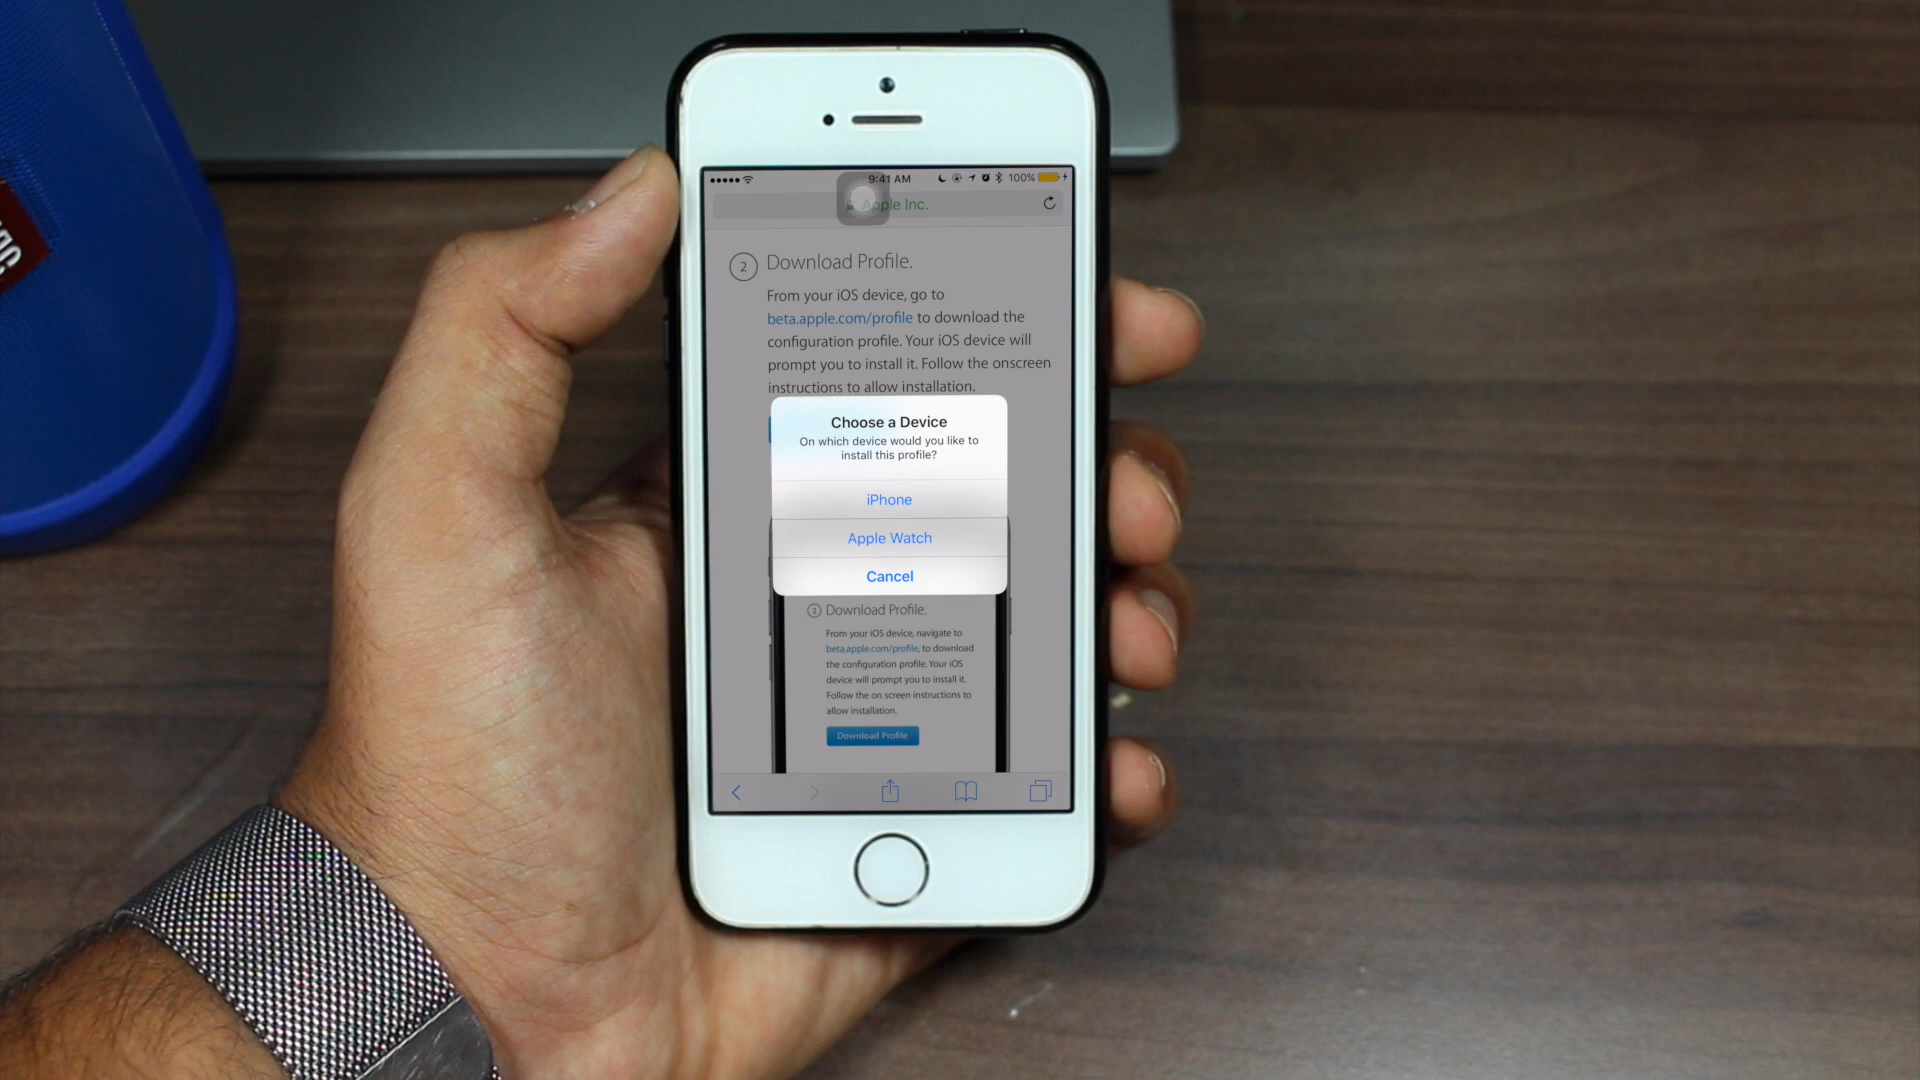 9:41 AM 100%
Apple Inc.
2 Download Profile.
From your iOS device, go to
beta.apple.com/profile to download the
configuration profile. Your iOS device will
prompt you to install it. Follow the onscreen
instructions to allow installation.
Choose a Device
On which device would you like to
install this profile?
iPhone
Apple Watch
Cancel
2 Download Profile.
From your iOS device, navigate to
beta.apple.com/profile, to download
the configuration profile. Your iOS
device will prompt you to install it.
Follow the on screen instructions to
allow installation.
Download Profile